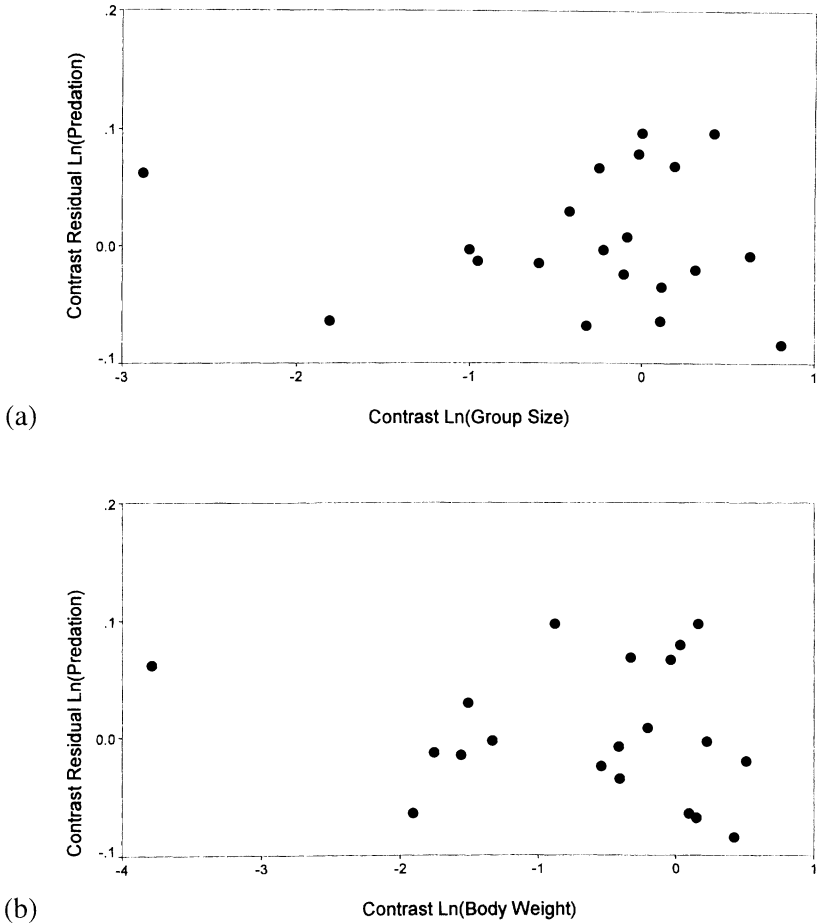 .2
.1
0.0
-.1
Contrast Residual Ln(Predation)
-3 -2 -1 0 1
Contrast Ln(Group Size)
(a)
.2
.1
0.0
-.1
Contrast Residual Ln(Predation)
-4 -3 -2 -1 0 1
Contrast Ln(Body Weight)
(b)